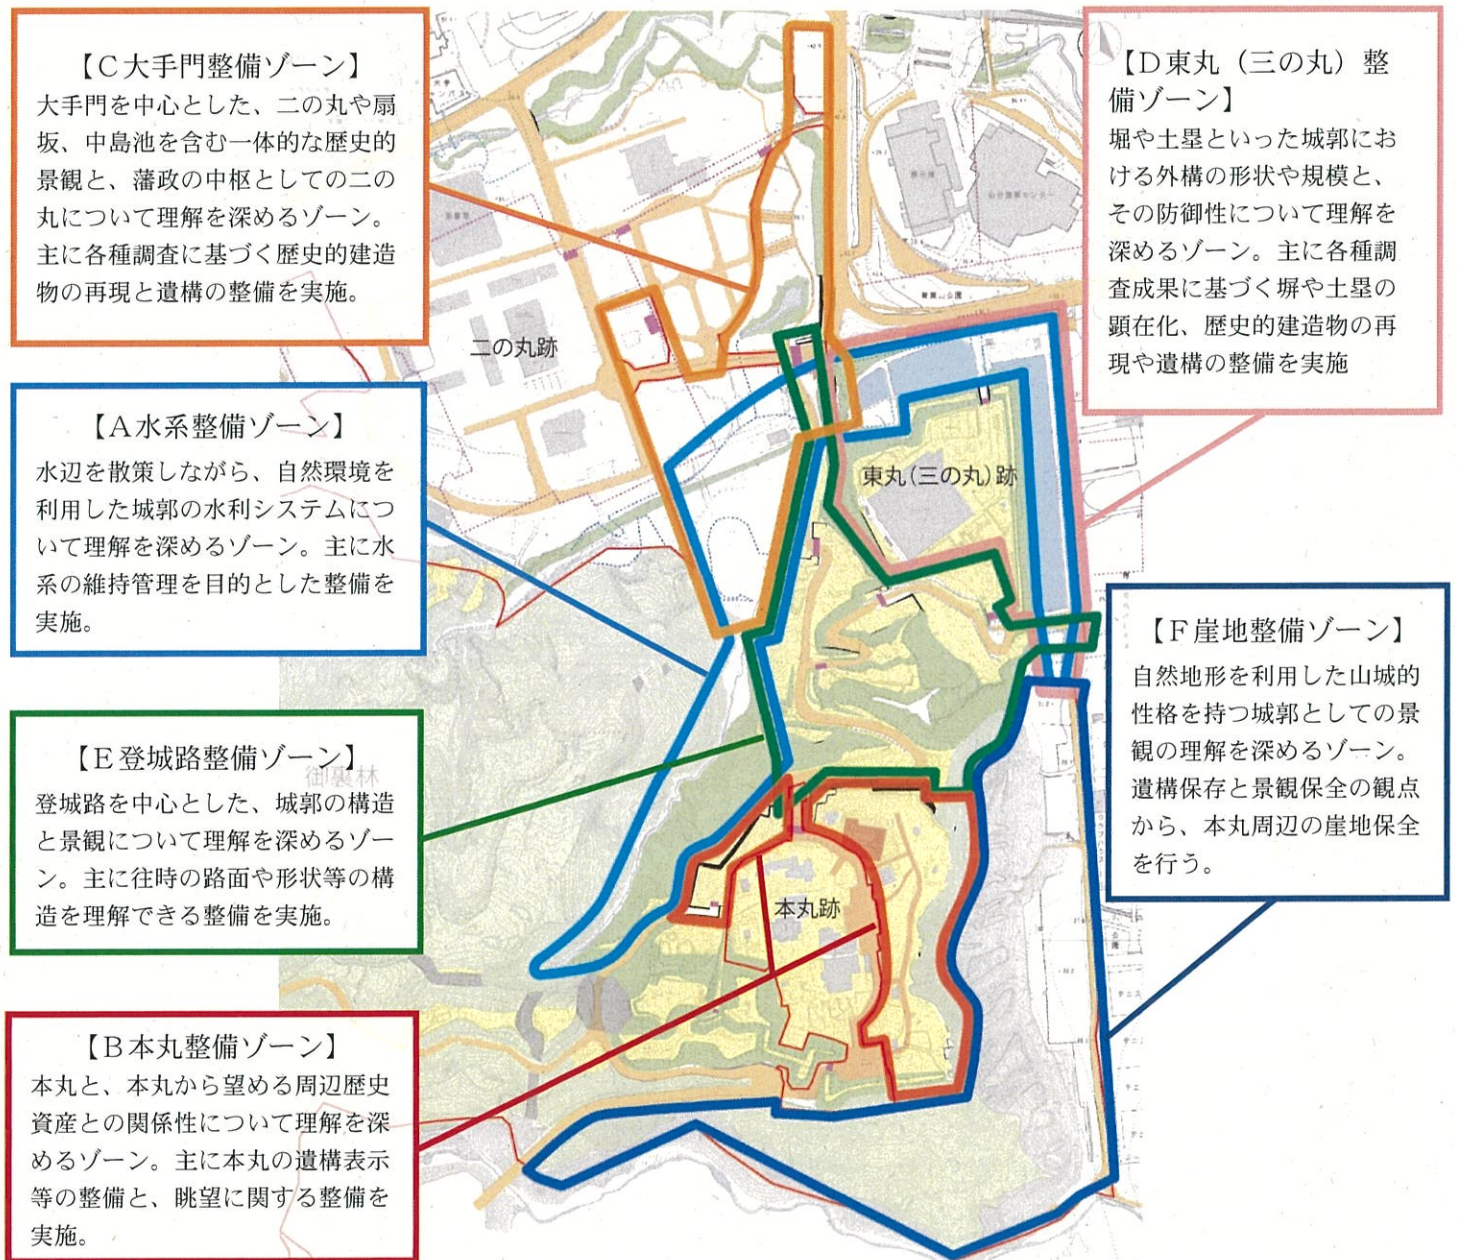 【C大手門整備ゾーン】
大手門を中心とした、二の丸や扇
坂、中島池を含む一体的な歴史的
景観と、藩政の中枢としての二の
丸について理解を深めるゾーン。
主に各種調査に基づく歴史的建造
物の再現と遺構の整備を実施。
【D東丸（三の丸）整
備ゾーン】
堀や土塁といった城郭にお
ける外構の形状や規模と、
その防御性について理解を
深めるゾーン。主に各種調
査成果に基づく塀や土塁の
顕在化、歴史的建造物の再
現や遺構の整備を実施
二の丸跡
【A水系整備ゾーン】
水辺を散策しながら、自然環境を
利用した城郭の水利システムにつ
いて理解を深めるゾーン。主に水
系の維持管理を目的とした整備を
実施。
東丸(三の丸)跡
【F崖地整備ゾーン】
自然地形を利用した山城的
性格を持つ城郭としての景
観の理解を深めるゾーン。
遺構保存と景観保全の観点
から、本丸周辺の崖地保全
を行う。
【E登城路整備ゾーン】
御裏林
登城路を中心とした、城郭の構造
と景観について理解を深めるゾー
ン。主に往時の路面や形状等の構
造を理解できる整備を実施。
本丸跡
【B本丸整備ゾーン】
本丸と、本丸から望める周辺歴史
資産との関係性について理解を深
めるゾーン。主に本丸の遺構表示
等の整備と、眺望に関する整備を
実施。